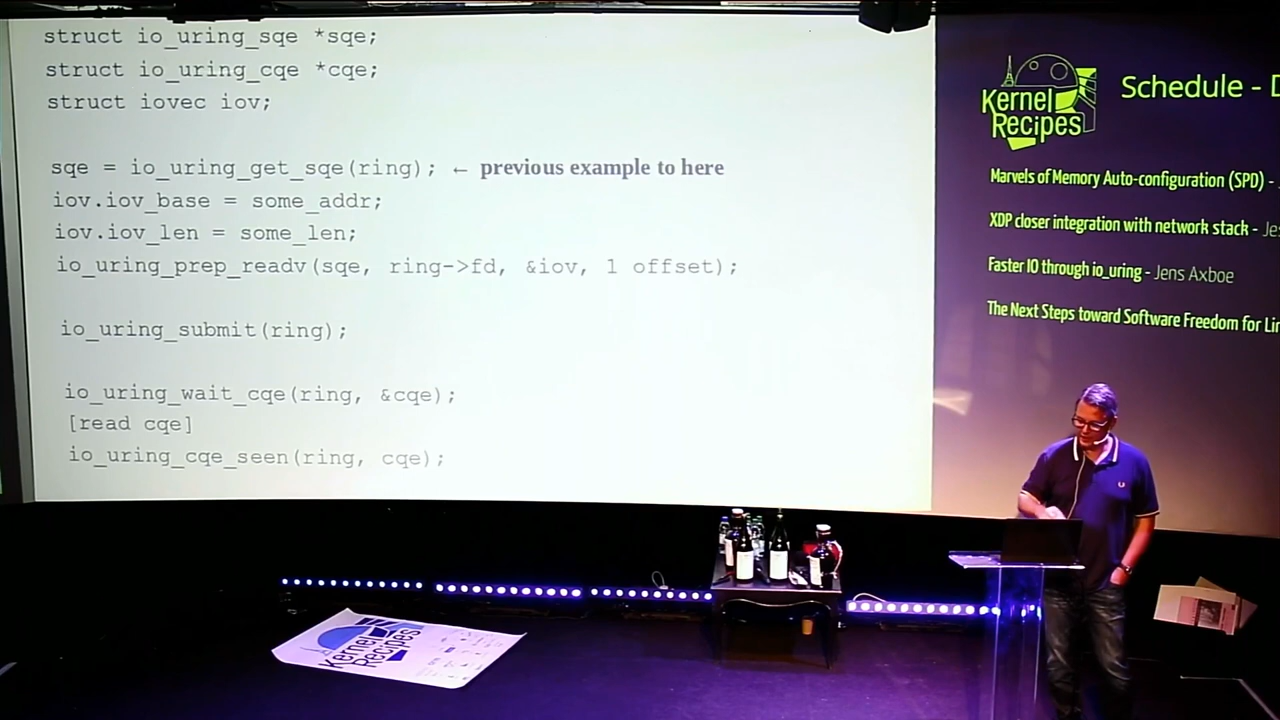 struct io_uring_sqe *sqe;
struct io_uring_cqe *cqe;
struct iovec iov;
sqe = io_uring_get_sqe(ring); ← previous example to here
iov.iov_base = some_addr;
iov.iov_len = some_len;
io_uring_prep_readv(sqe, ring->fd, &iov, 1 offset);
io_uring_submit(ring);
io_uring_wait_cqe(ring, &cqe);
[read cqe]
io_uring_cqe_seen(ring, cqe);
Kernel
Recipes
Schedule -
Marvels of Memory Auto-configuration (SPD) -
XDP closer integration with network stack -
Faster IO through io_uring - Jens Axboe
The Next Steps toward Software Freedom for
Kernel
Recipes